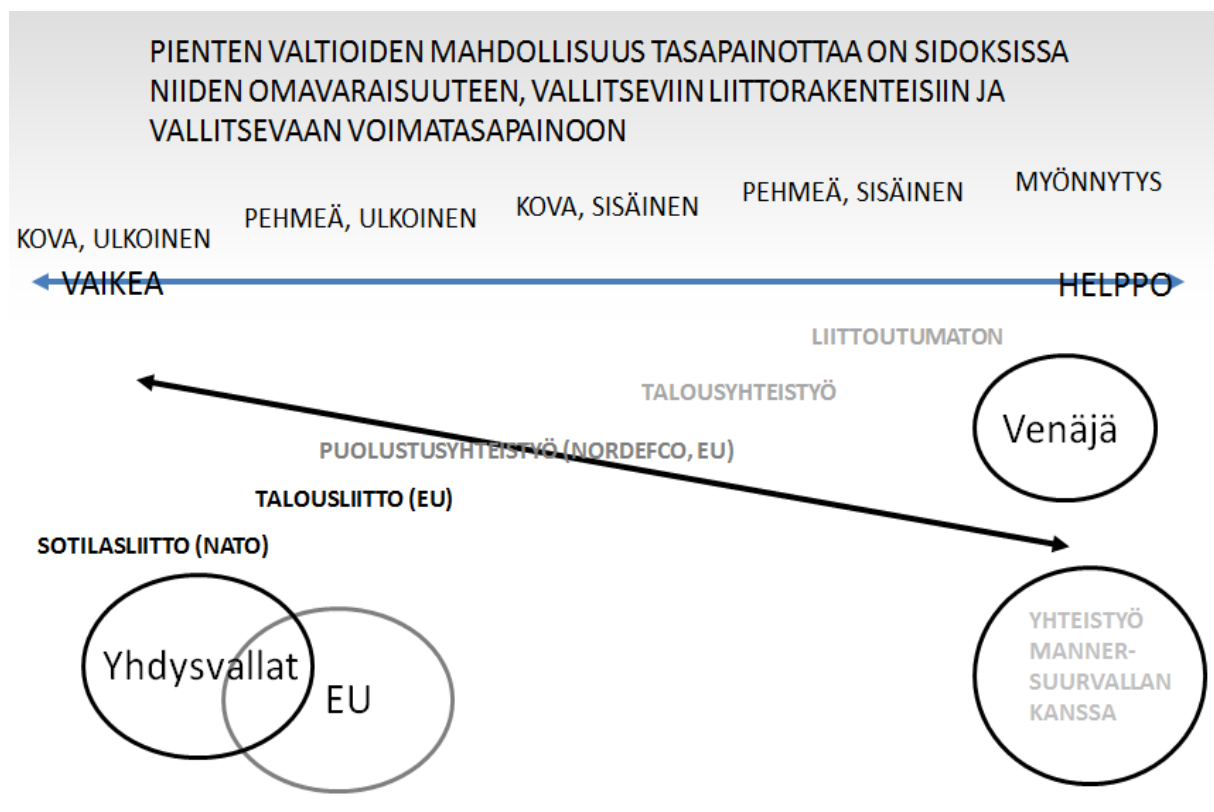 PIENTEN VALTIOIDEN MAHDOLLISUUS TASAPAINOTTAA ON SIDOKSISSA
NIIDEN OMAVARAISUUTEEN, VALLITSEVIIN LIITTORAKENTEISIIN JA
VALLITSEVAAN VOIMATASAPAINOON
KOVA, ULKOINEN
PEHMEÄ, ULKOINEN
KOVA, SISÄINEN
PEHMEÄ, SISÄINEN
MYÖNNYTYS
VAIKEA
HELPPO
LIITTOUTUMATON
TALOUSYHTEISTYÖ
Venäjä
PUOLUSTUSYHTEISTYÖ (NORDEFCO, EU)
TALOUSLIITTO (EU)
SOTILASLIITTO (NATO)
Yhdysvallat
EU
YHTEISTYÖ
MANNER-
SUURVALLAN
KANSSA